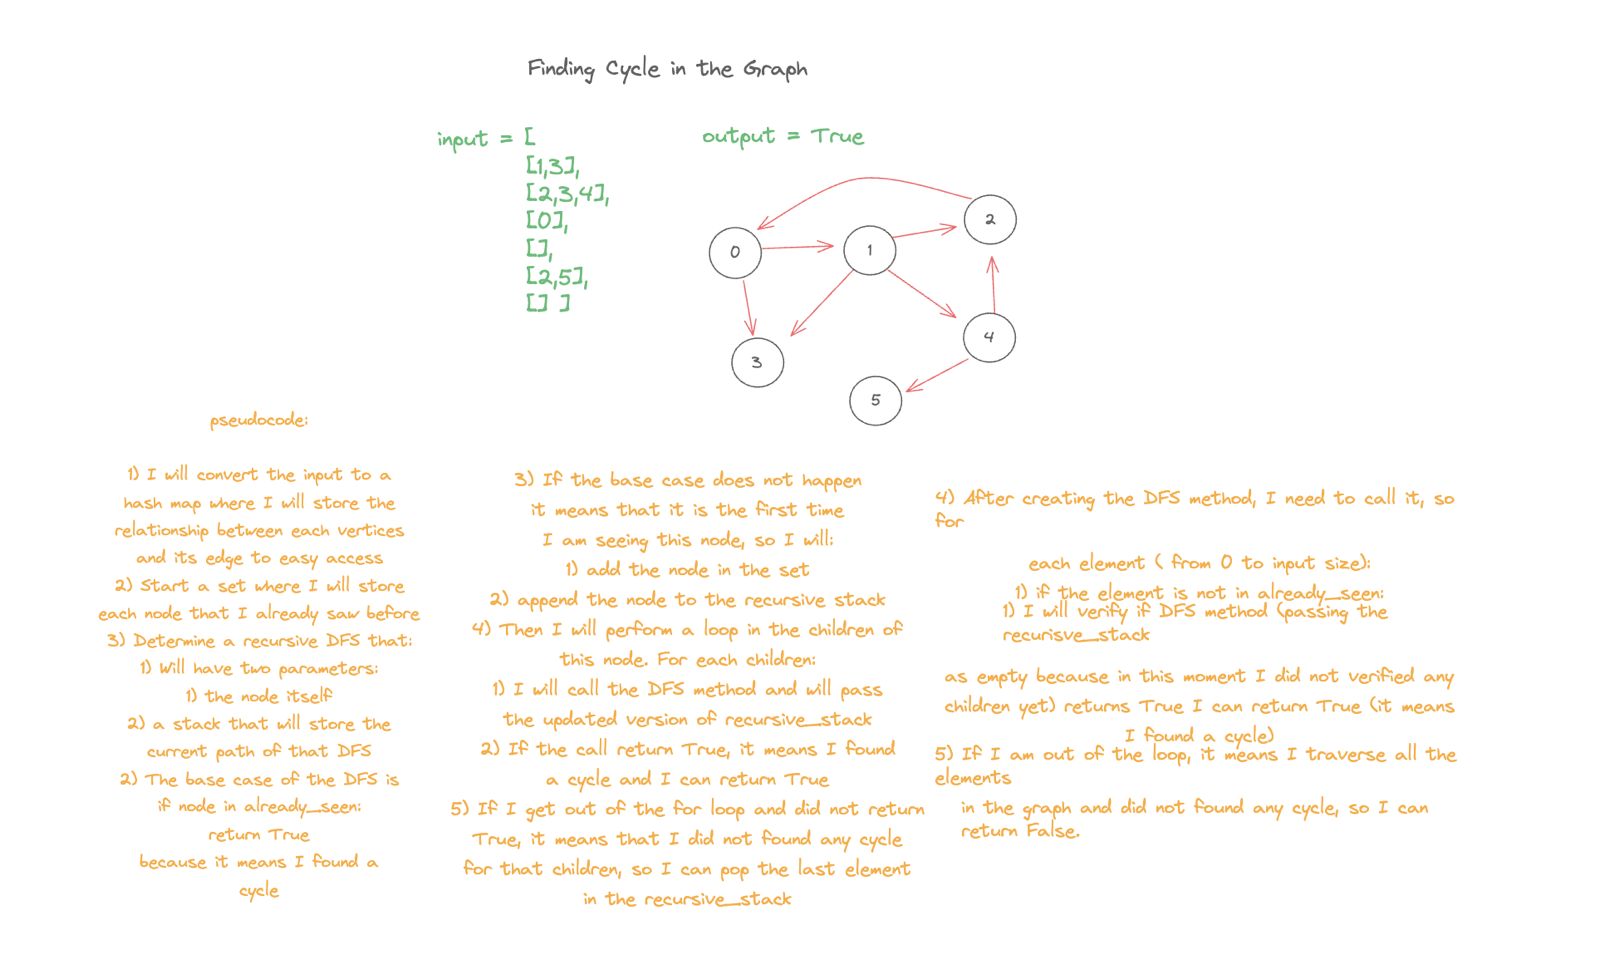 Finding Cycle in the Graph
input = [
[1,3],
[2,3,4],
[0],
[],
[2,5],
[] ]
output = True
0
1
2
3
4
5
pseudocode:
1) I will convert the input to a
hash map where I will store the
relationship between each vertices
and its edge to easy access
2) Start a set where I will store
each node that I already saw before
3) Determine a recursive DFS that:
1) Will have two parameters:
1) the node itself
2) a stack that will store the
current path of that DFS
2) The base case of the DFS is
if node in already_seen:
return True
because it means I found a
cycle
3) If the base case does not happen
it means that it is the first time
I am seeing this node, so I will:
1) add the node in the set
2) append the node to the recursive stack
4) Then I will perform a loop in the children of
this node. For each children:
1) I will call the DFS method and will pass
the updated version of recursive_stack
2) If the call return True, it means I found
a cycle and I can return True
5) If I get out of the for loop and did not return
True, it means that I did not found any cycle
for that children, so I can pop the last element
in the recursive_stack
4) After creating the DFS method, I need to call it, so
for
each element ( from 0 to input size):
1) if the element is not in already_seen:
1) I will verify if DFS method (passing the
recurisve_stack
as empty because in this moment I did not verified any
children yet) returns True I can return True (it means
I found a cycle)
5) If I am out of the loop, it means I traverse all the
elements
in the graph and did not found any cycle, so I can
return False.